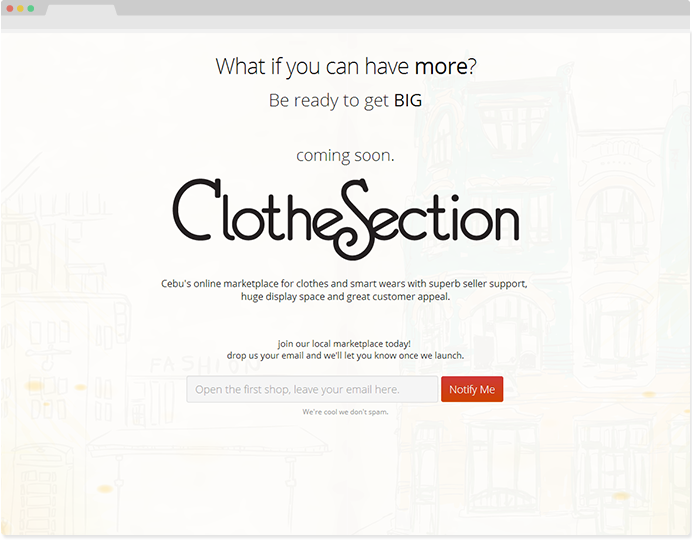 What if you can have more?
Be ready to get BIG
coming soon.
ClotheSection
Cebu's online marketplace for clothes and smart wears with superb seller support,
huge display space and great customer appeal.
join our local marketplace today!
drop us your email and we'll let you know once we launch.
FASHION
Open the first shop, leave your email here.
Notify Me
We're cool we don't spam.